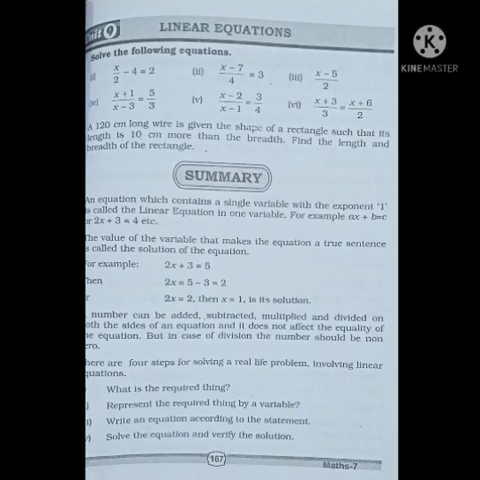 Unit 9
LINEAR EQUATIONS
Solve the following equations.
(i) x/2 - 4 = 2 (ii) x - 7/4 = 3 (iii) x - 5/2
(iv) x + 1/x - 3 = 5/3 (v) x - 2/x - 1 = 3/4 (vi) x + 3/3 = x + 6/2
A 120 cm long wire is given the shape of a rectangle such that its
length is 10 cm more than the breadth. Find the length and
breadth of the rectangle.
SUMMARY
An equation which contains a single variable with the exponent '1'
is called the Linear Equation in one variable. For example ax + b=c
or 2x + 3 = 4 etc.
The value of the variable that makes the equation a true sentence
is called the solution of the equation.
For example: 2x + 3 = 5
Then 2x = 5 - 3 = 2
r 2x = 2, then x = 1, is its solution.
number can be added, subtracted, multiplied and divided on
oth the sides of an equation and it does not affect the equality of
he equation. But in case of division the number should be non
ero.
here are four steps for solving a real life problem, involving linear
quations.
What is the required thing?
) Represent the required thing by a variable?
i) Write an equation according to the statement.
v) Solve the equation and verify the solution.
167
Maths-7
KINEMASTER